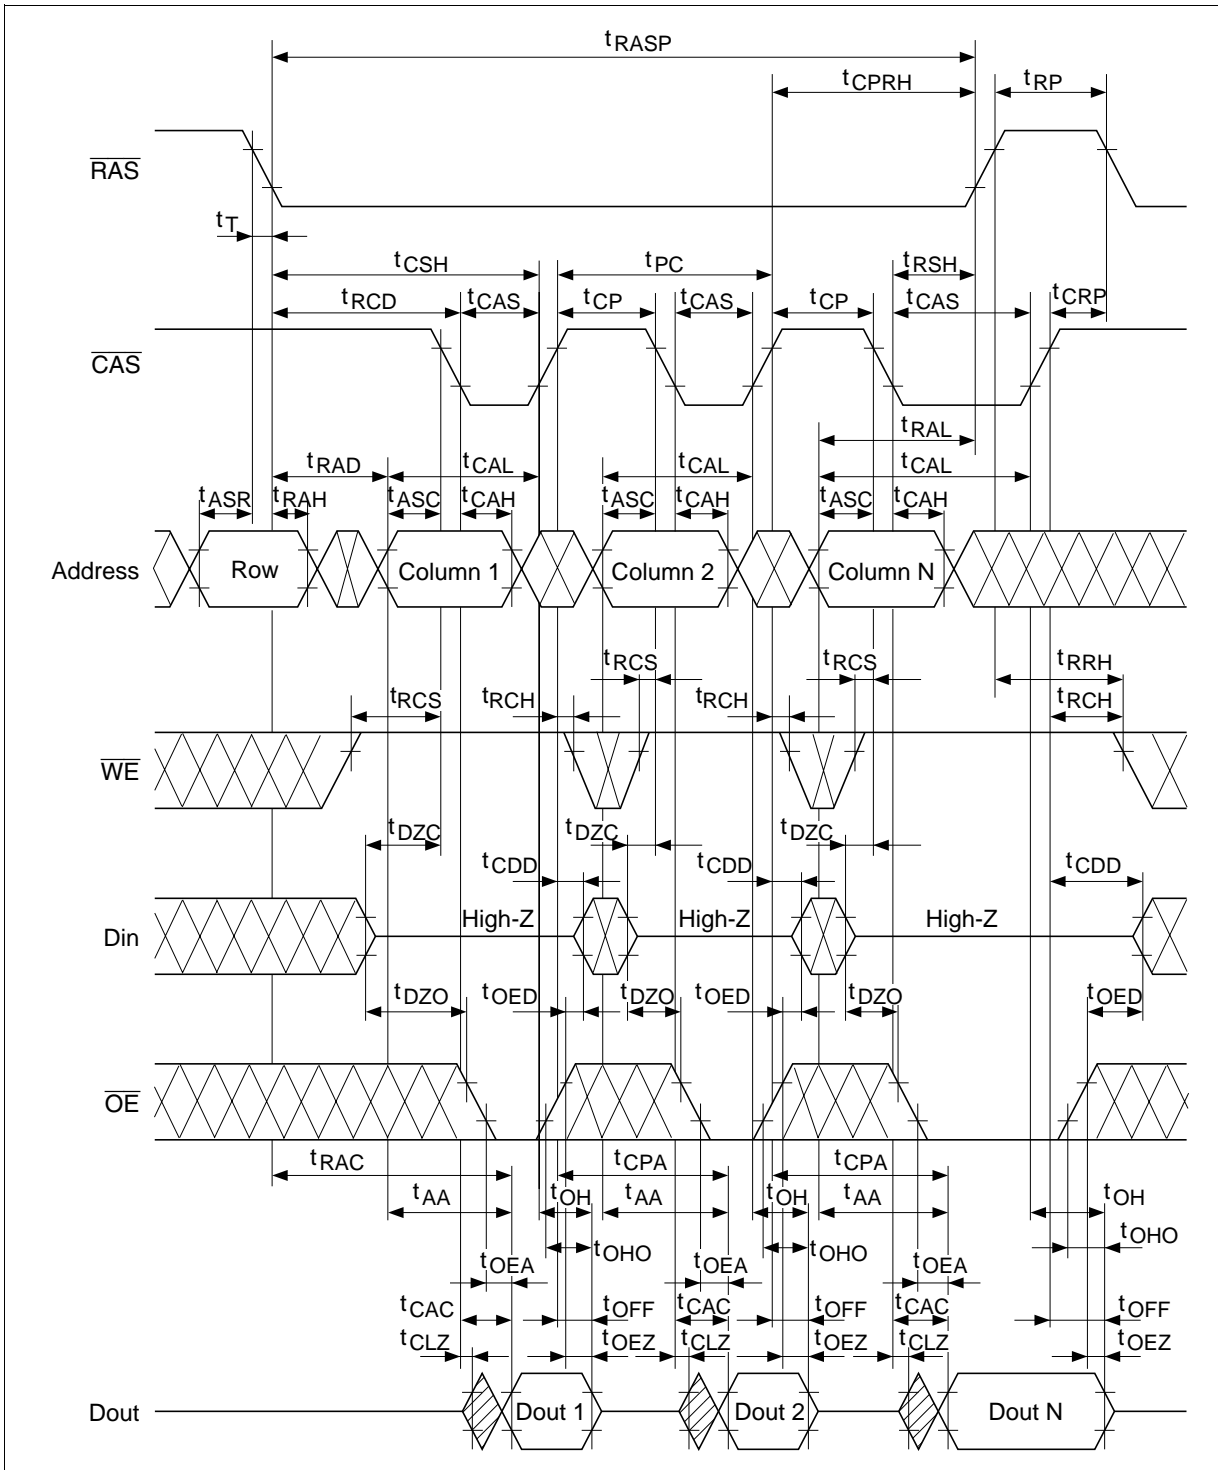 tRASP
tCPRH tRP
RAS
tT
tCSH tPC tRSH
tRCD tCAS tCP tCAS tCP tCAS tCRP
CAS
tRAL
tRAD tCAL tCAL tCAL
tASR tRAH tASC tCAH tASC tCAH tASC tCAH
Address Row Column 1 Column 2 Column N
tRCS tRCS tRRH
tRCS tRCH tRCH tRCH
WE
tDZC tDZC tDZC
tCDD tCDD tCDD
High-Z High-Z High-Z
Din
tDZO tOED tDZO tOED tDZO tOED
OE
tRAC tCPA tCPA
tAA tOH tAA tOH tAA tOH
tOHO tOHO tOHO
tOEA tOEA tOEA
tCAC tOFF tCAC tOFF tCAC tOFF
tCLZ tOEZ tCLZ tOEZ tCLZ tOEZ
Dout Dout 1 Dout 2 Dout N